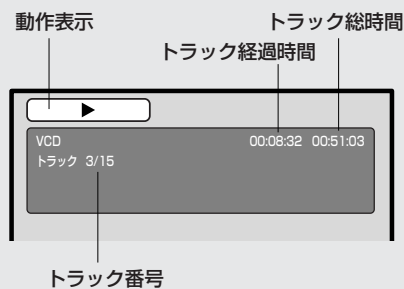 動作表示
トラック総時間
トラック経過時間
VCD 00:08:32 00:51:03
トラック 3/15
トラック番号